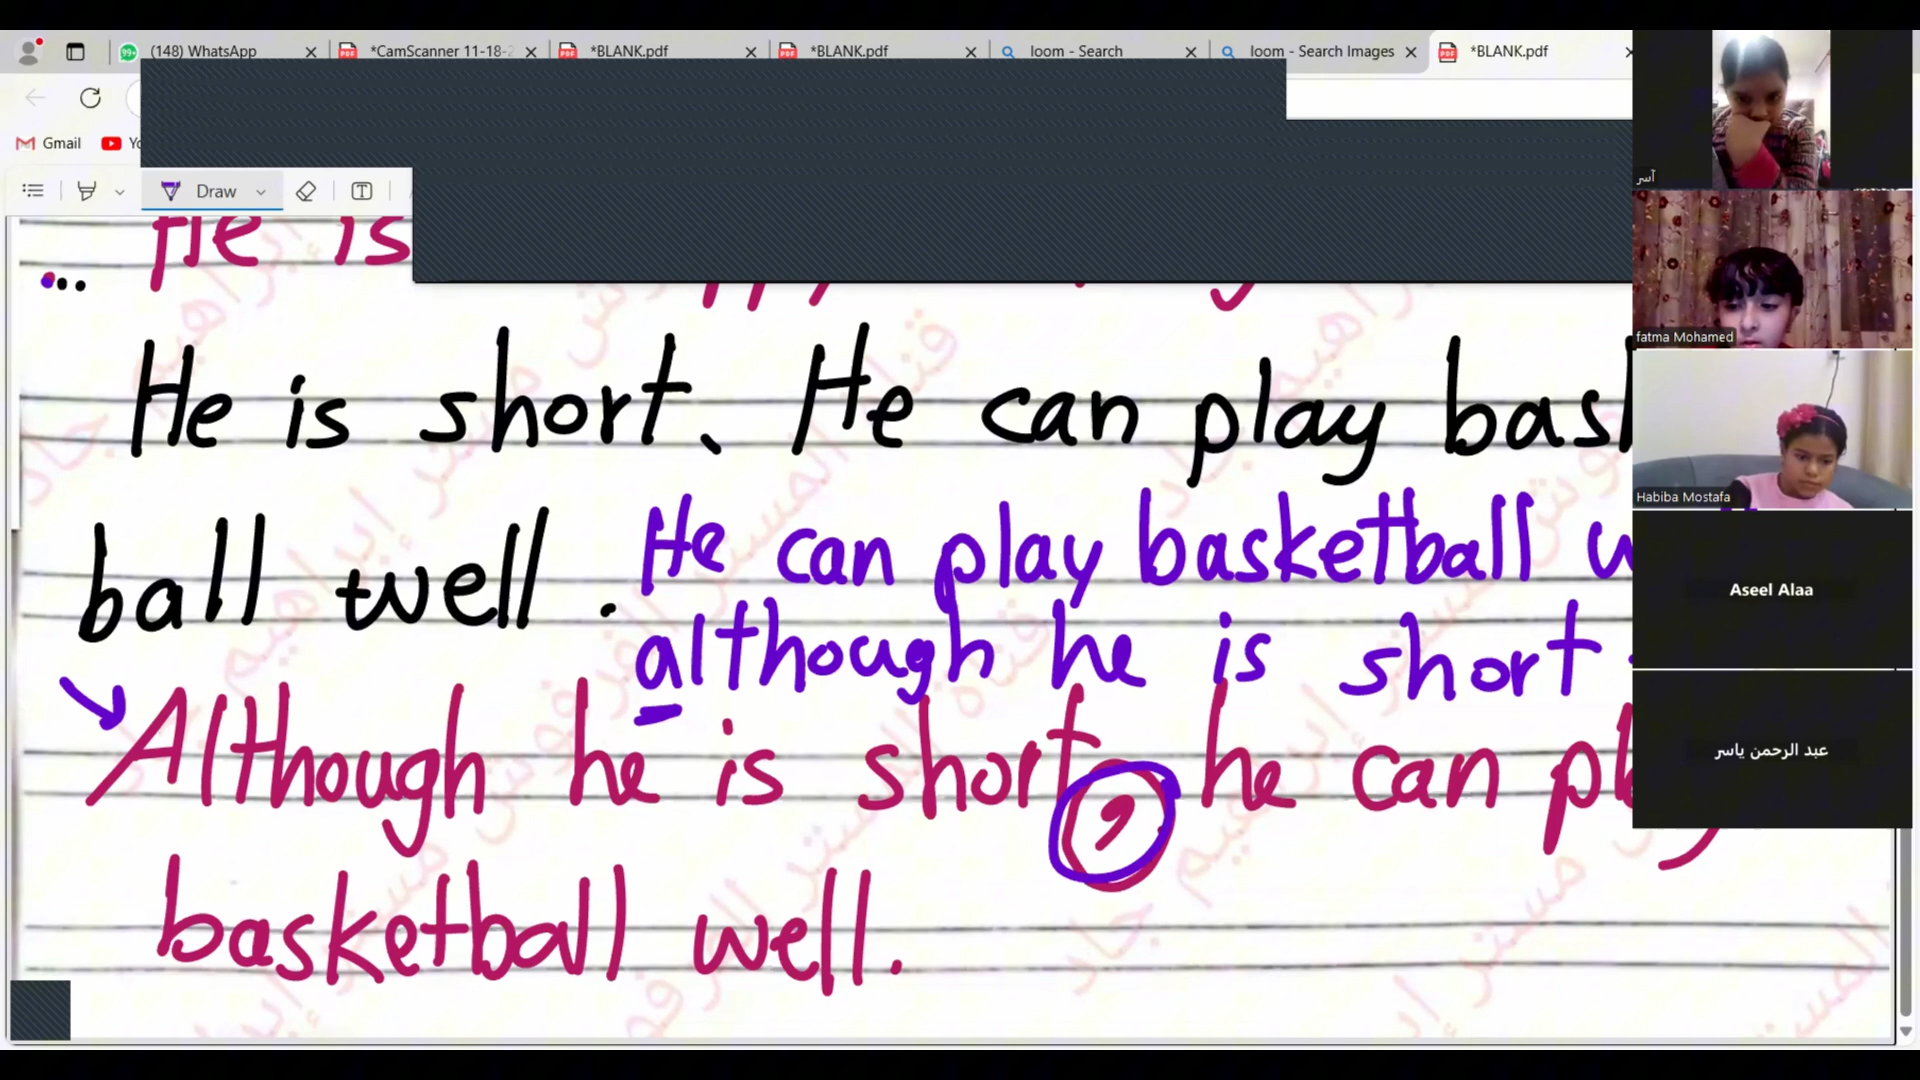 (148) WhatsApp
*CamScanner 11-18-2
*BLANK.pdf
*BLANK.pdf
loom - Search
loom - Search Images
*BLANK.pdf
Gmail
Draw
He is
He is short. He can play bas
ball well.
He can play basketball w
although he is short
Although he is short, he can pl
basketball well.
آسر
fatma Mohamed
Habiba Mostafa
Aseel Alaa
عبد الرحمن ياسر